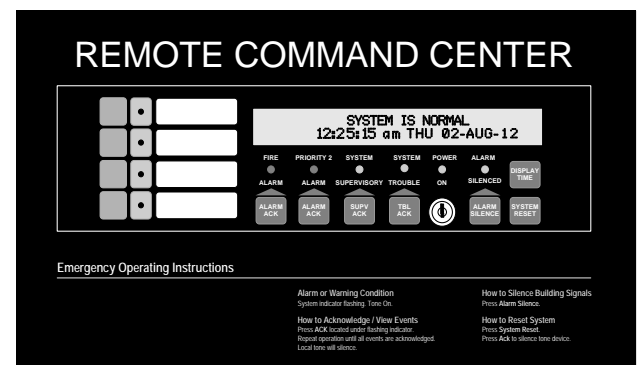 REMOTE COMMAND CENTER
SYSTEM IS NORMAL
12:25:15 am THU 02-AUG-12
FIRE PRIORITY 2 SYSTEM SYSTEM POWER ALARM
ALARM ALARM SUPERVISORY TROUBLE ON SILENCED
DISPLAY TIME
ALARM ACK
ALARM ACK
SUPV ACK
TBL ACK
ALARM SILENCE
SYSTEM RESET
Emergency Operating Instructions
Alarm or Warning Condition
System indicator flashing. Tone On.
How to Acknowledge / View Events
Press ACK located under flashing indicator.
Repeat operation until all events are acknowledged.
Local tone will silence.
How to Silence Building Signals
Press Alarm Silence.
How to Reset System
Press System Reset.
Press Ack to silence tone device.